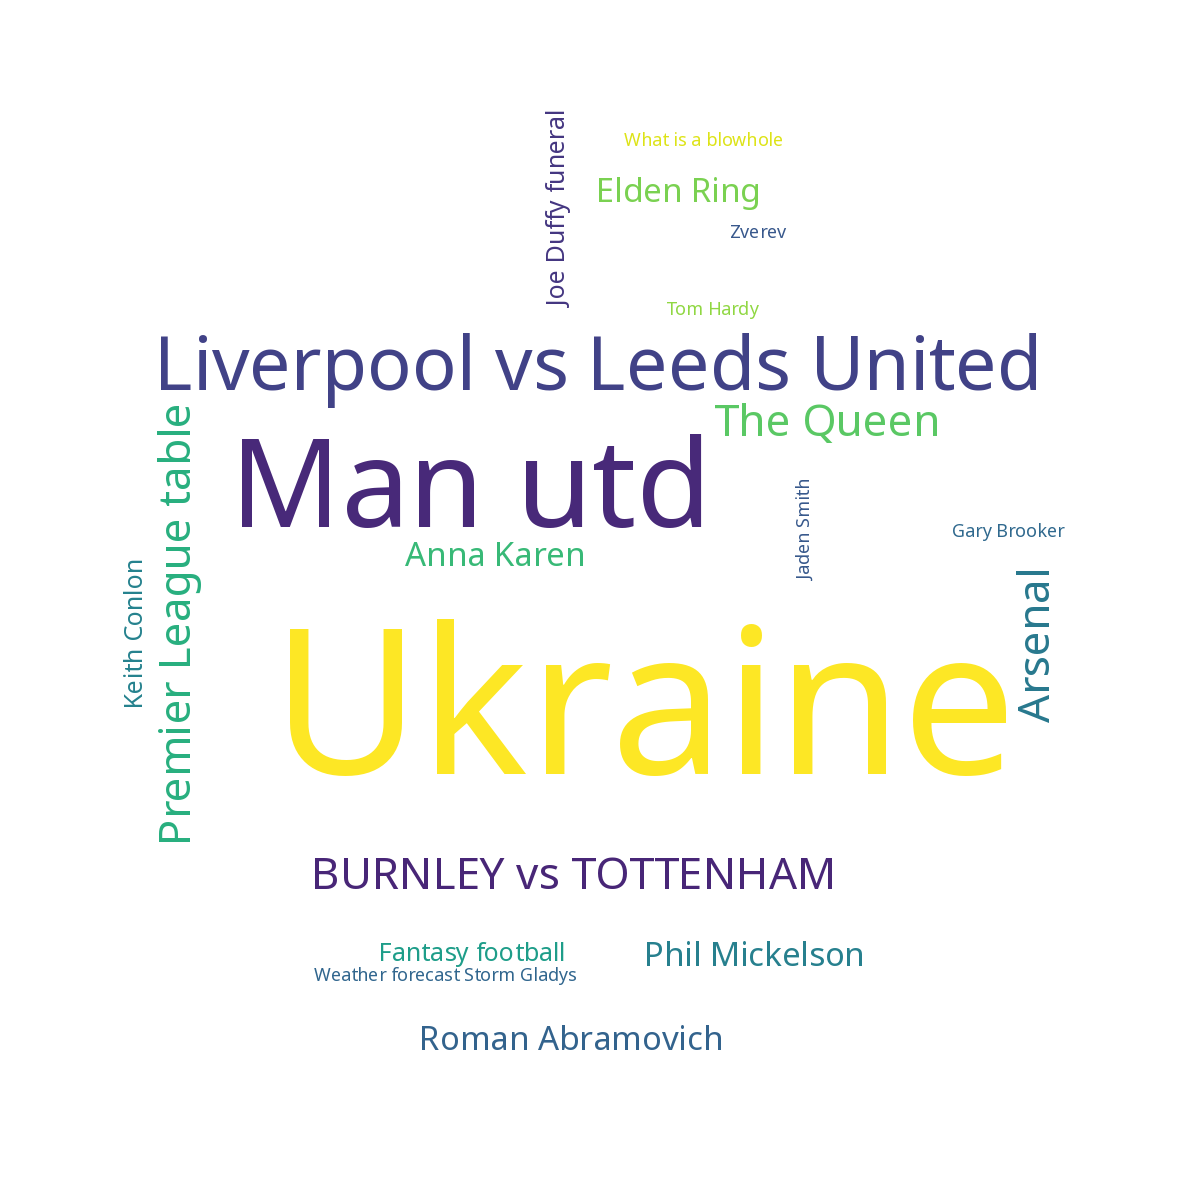 Joe Duffy funeral
What is a blowhole
Elden Ring
Zverev
Tom Hardy
Liverpool vs Leeds United
The Queen
Premier League table
Man utd
Jaden Smith
Gary Brooker
Anna Karen
Keith Conlon
Arsenal
Ukraine
BURNLEY vs TOTTENHAM
Fantasy football
Phil Mickelson
Weather forecast Storm Gladys
Roman Abramovich